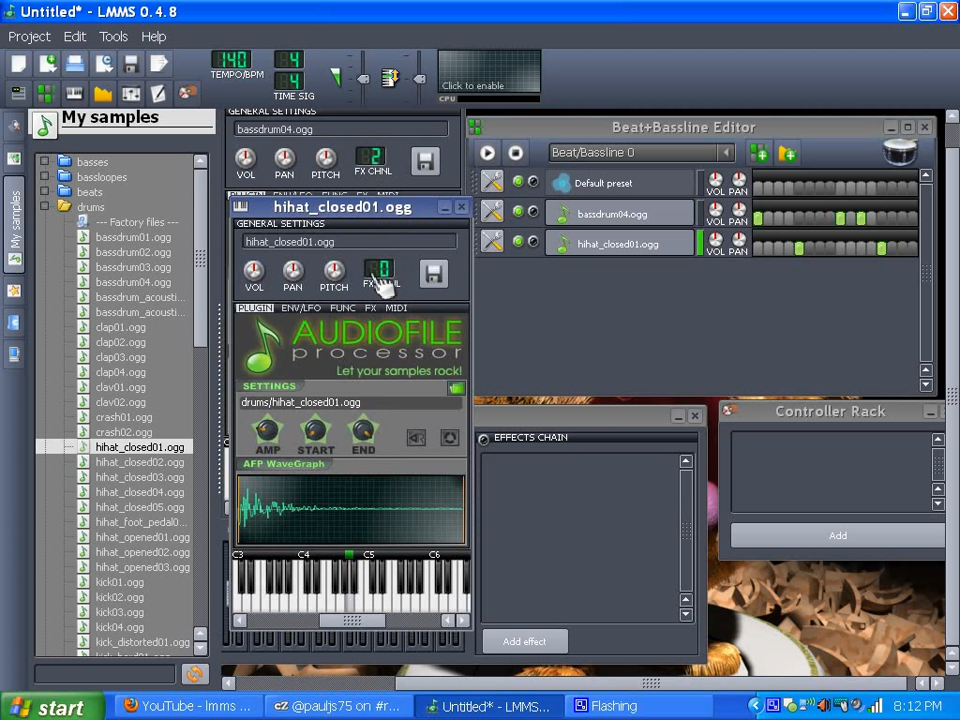 Untitled* - LMMS 0.4.8
Project Edit Tools Help
140
TEMPO/BPM
4
4
TIME SIG
Click to enable
CPU
My samples
My samples
basses
bassloopes
beats
drums
--- Factory files ---
bassdrum01.ogg
bassdrum02.ogg
bassdrum03.ogg
bassdrum04.ogg
bassdrum_acousti...
bassdrum_acousti...
clap01.ogg
clap02.ogg
clap03.ogg
clap04.ogg
clav01.ogg
clav02.ogg
crash01.ogg
crash02.ogg
hihat_closed01.ogg
hihat_closed02.ogg
hihat_closed03.ogg
hihat_closed04.ogg
hihat_closed05.ogg
hihat_foot_pedal0...
hihat_opened01.ogg
hihat_opened02.ogg
hihat_opened03.ogg
kick01.ogg
kick02.ogg
kick03.ogg
kick04.ogg
kick_distorted01.ogg
GENERAL SETTINGS
bassdrum04.ogg
2
VOL PAN PITCH FX CHNL
hihat_closed01.ogg
GENERAL SETTINGS
hihat_closed01.ogg
0
VOL PAN PITCH
PLUGIN ENV/LFO FUNC FX MIDI
AUDIOFILE
processor
Let your samples rock!
SETTINGS
drums/hihat_closed01.ogg
AMP START END
AFP WaveGraph
C3 C4 C5 C6
Beat+Bassline Editor
Beat/Bassline 0
Default preset
VOL PAN
bassdrum04.ogg
VOL PAN
hihat_closed01.ogg
VOL PAN
EFFECTS CHAIN
Add effect
Controller Rack
Add
start
YouTube - lmms ...
@pauljs75 on #r...
Untitled* - LMMS...
Flashing
8:12 PM